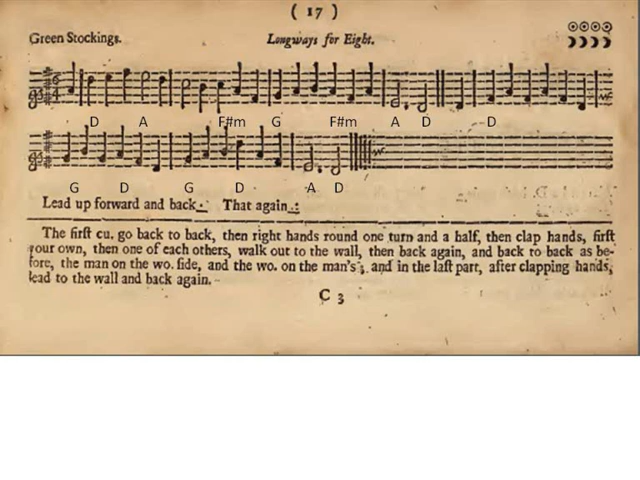 ( 17 )
Green Stockings. Longways for Eight.
6
4
D A F#m G F#m A D D
G D G D A D
Lead up forward and back . That again :
The firſt cu. go back to back, then right hands round one turn and a half, then clap hands, firſt
your own, then one of each others, walk out to the wall, then back again, and back to back as be-
fore, the man on the wo. ſide, and the wo. on the man's ; and in the laſt part, after clapping hands,
lead to the wall and back again.
C 3